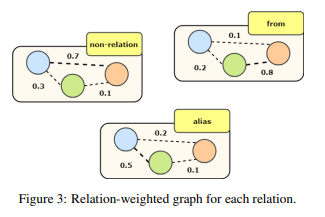 non-relation
0.7
0.3
0.1
from
0.1
0.2
0.8
alias
0.2
0.5
0.1
Figure 3: Relation-weighted graph for each relation.